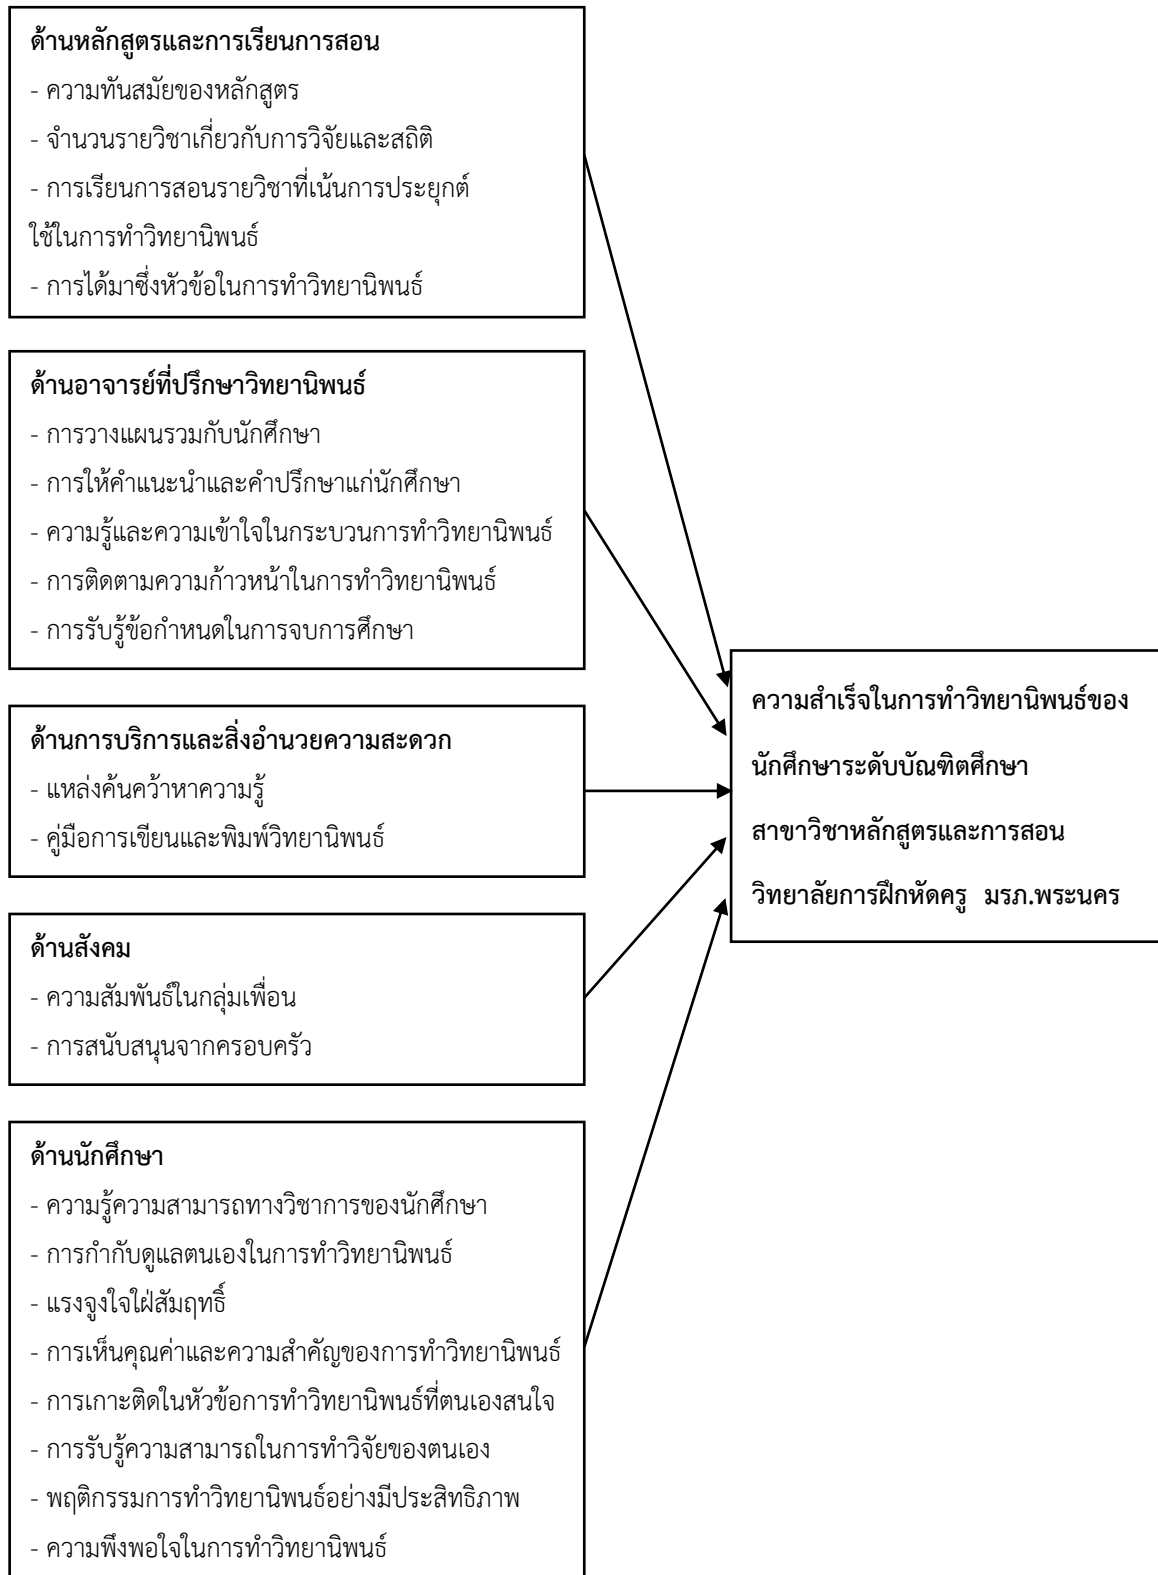 ด้านหลักสูตรและการเรียนการสอน
- ความทันสมัยของหลักสูตร
- จำนวนรายวิชาเกี่ยวกับการวิจัยและสถิติ
- การเรียนการสอนรายวิชาที่เน้นการประยุกต์
ใช้ในการทำวิทยานิพนธ์
- การได้มาซึ่งหัวข้อในการทำวิทยานิพนธ์
ด้านอาจารย์ที่ปรึกษาวิทยานิพนธ์
- การวางแผนรวมกับนักศึกษา
- การให้คำแนะนำและคำปรึกษาแก่นักศึกษา
- ความรู้และความเข้าใจในกระบวนการทำวิทยานิพนธ์
- การติดตามความก้าวหน้าในการทำวิทยานิพนธ์
- การรับรู้ข้อกำหนดในการจบการศึกษา
ด้านการบริการและสิ่งอำนวยความสะดวก
- แหล่งค้นคว้าหาความรู้
- คู่มือการเขียนและพิมพ์วิทยานิพนธ์
ด้านสังคม
- ความสัมพันธ์ในกลุ่มเพื่อน
- การสนับสนุนจากครอบครัว
ด้านนักศึกษา
- ความรู้ความสามารถทางวิชาการของนักศึกษา
- การกำกับดูแลตนเองในการทำวิทยานิพนธ์
- แรงจูงใจใฝ่สัมฤทธิ์
- การเห็นคุณค่าและความสำคัญของการทำวิทยานิพนธ์
- การเกาะติดในหัวข้อการทำวิทยานิพนธ์ที่ตนเองสนใจ
- การรับรู้ความสามารถในการทำวิจัยของตนเอง
- พฤติกรรมการทำวิทยานิพนธ์อย่างมีประสิทธิภาพ
- ความพึงพอใจในการทำวิทยานิพนธ์
ความสำเร็จในการทำวิทยานิพนธ์ของ
นักศึกษาระดับบัณฑิตศึกษา
สาขาวิชาหลักสูตรและการสอน
วิทยาลัยการฝึกหัดครู มรภ.พระนคร